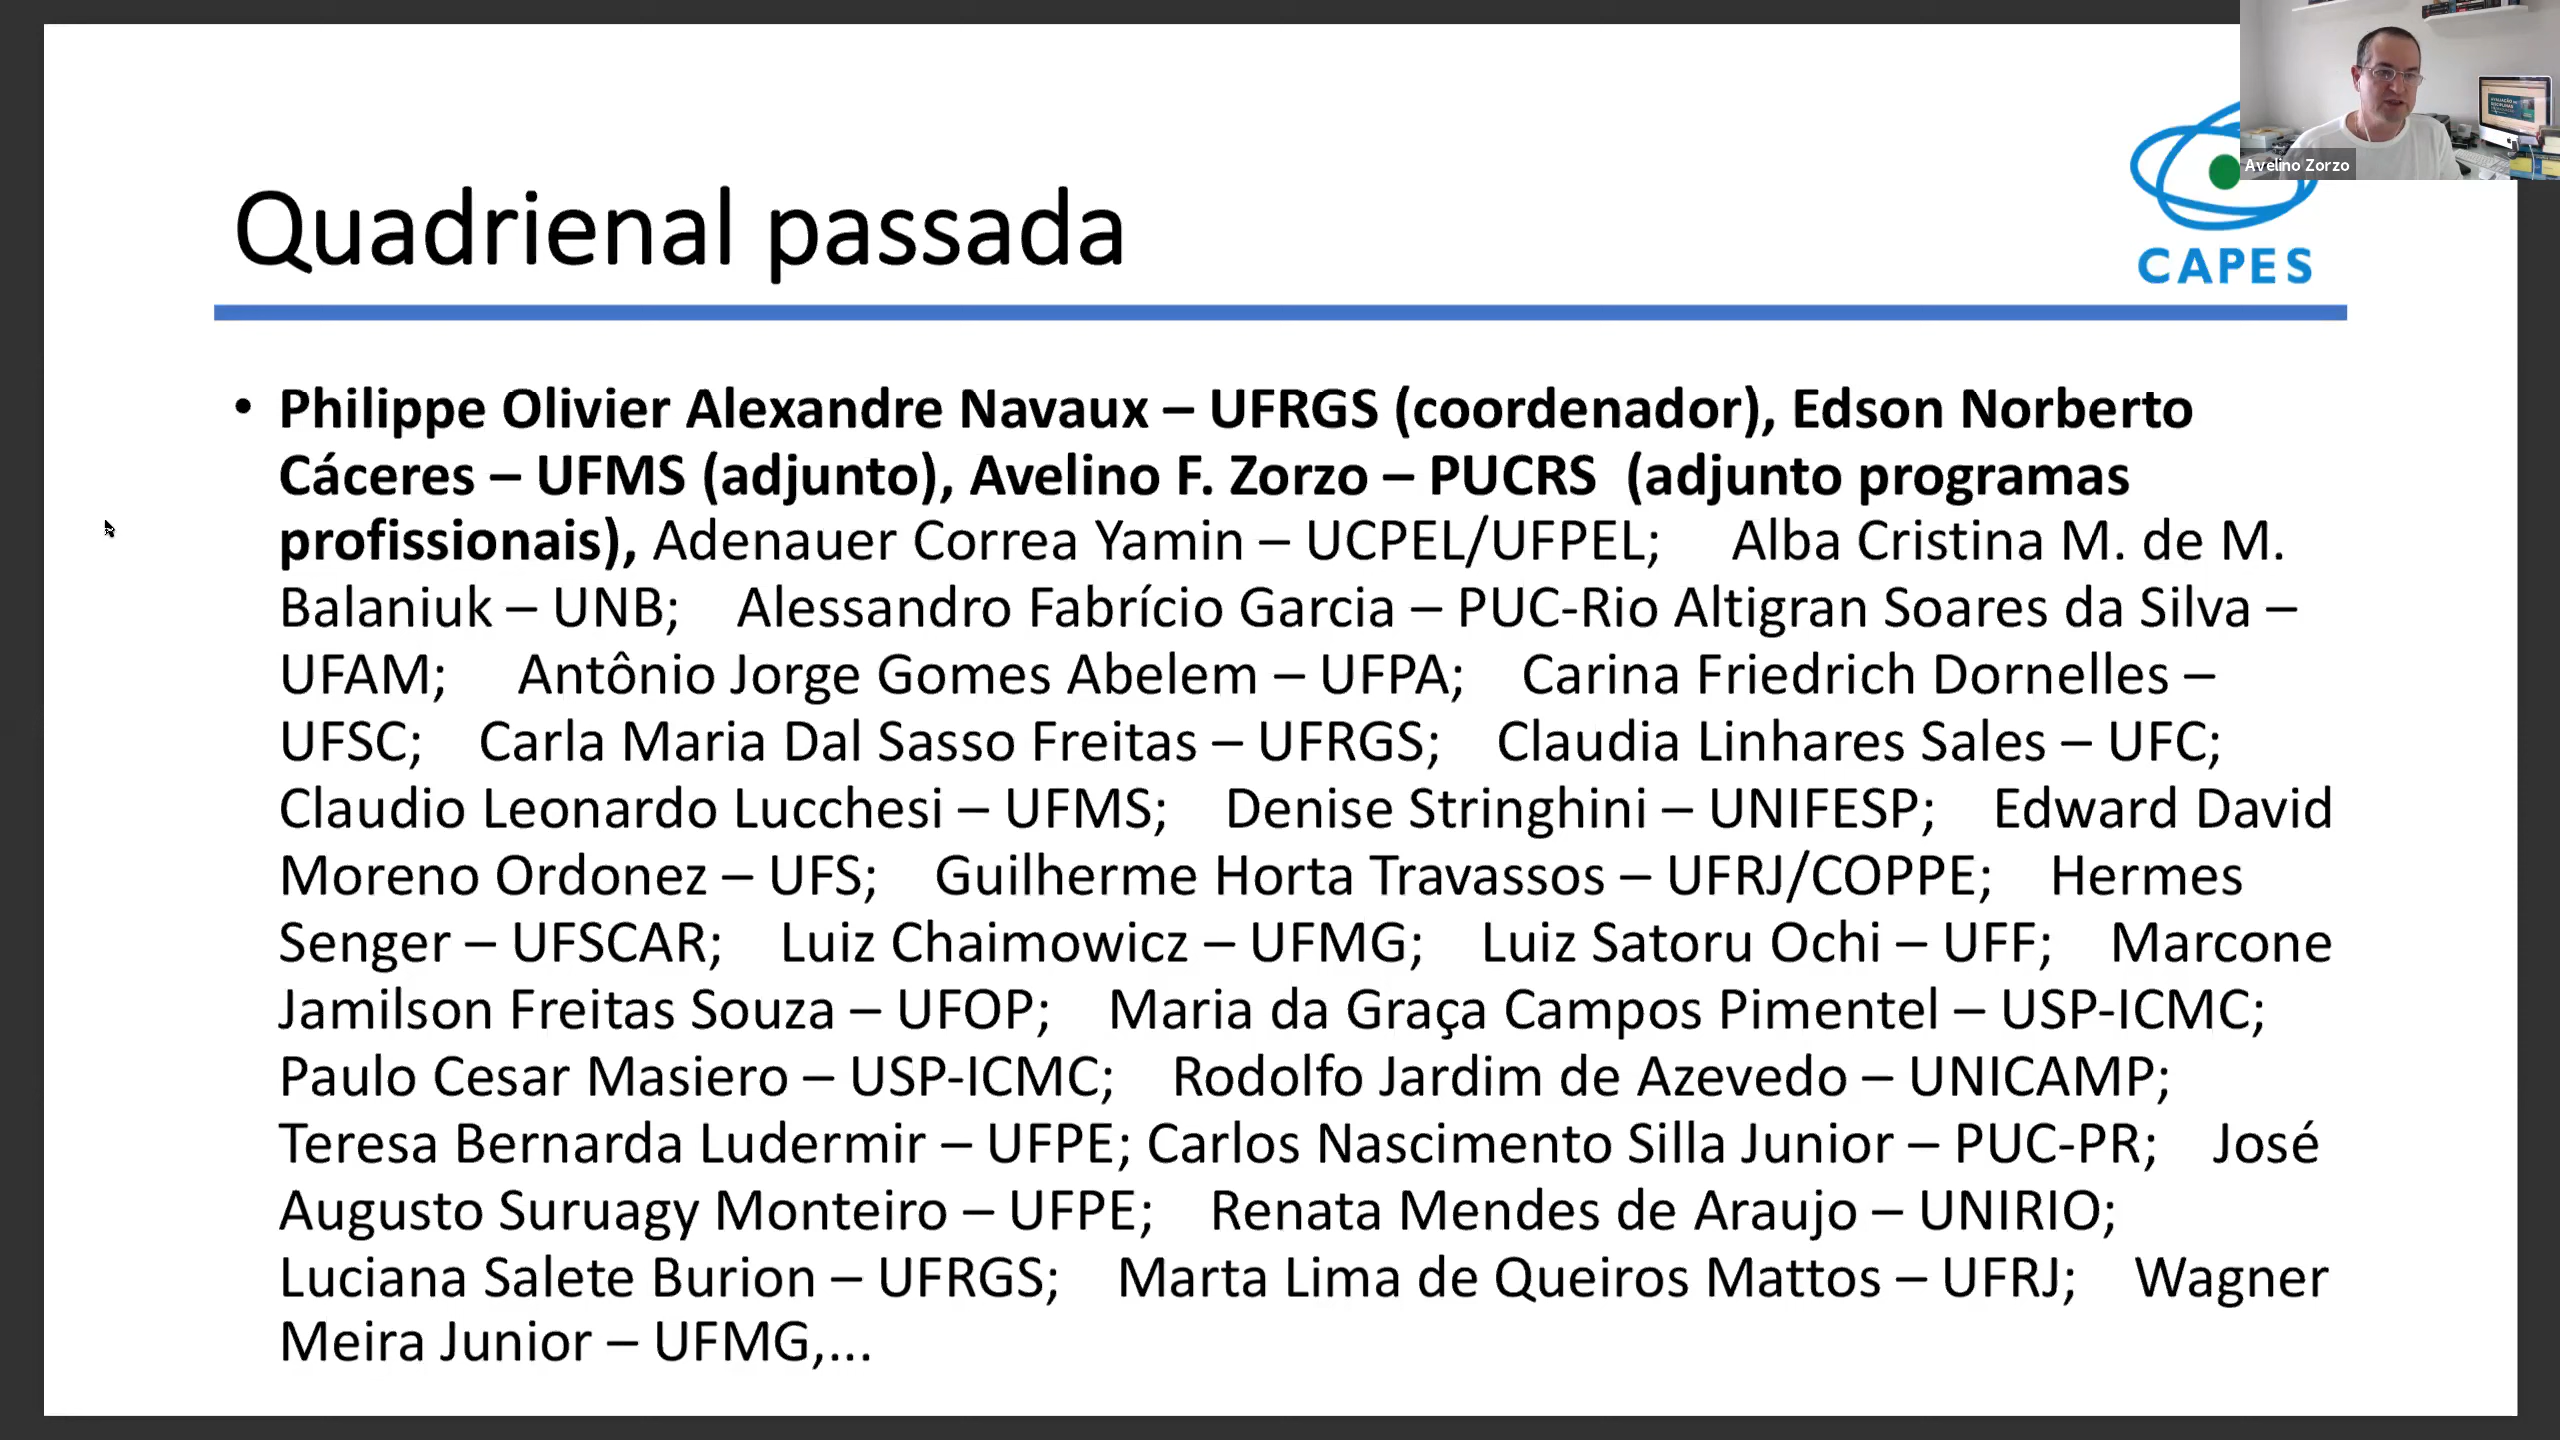 Quadrienal passada
CAPES
Avelino Zorzo
• Philippe Olivier Alexandre Navaux – UFRGS (coordenador), Edson Norberto
Cáceres – UFMS (adjunto), Avelino F. Zorzo – PUCRS (adjunto programas
profissionais), Adenauer Correa Yamin – UCPEL/UFPEL; Alba Cristina M. de M.
Balaniuk – UNB; Alessandro Fabrício Garcia – PUC-Rio Altigran Soares da Silva –
UFAM; Antônio Jorge Gomes Abelem – UFPA; Carina Friedrich Dornelles –
UFSC; Carla Maria Dal Sasso Freitas – UFRGS; Claudia Linhares Sales – UFC;
Claudio Leonardo Lucchesi – UFMS; Denise Stringhini – UNIFESP; Edward David
Moreno Ordonez – UFS; Guilherme Horta Travassos – UFRJ/COPPE; Hermes
Senger – UFSCAR; Luiz Chaimowicz – UFMG; Luiz Satoru Ochi – UFF; Marcone
Jamilson Freitas Souza – UFOP; Maria da Graça Campos Pimentel – USP-ICMC;
Paulo Cesar Masiero – USP-ICMC; Rodolfo Jardim de Azevedo – UNICAMP;
Teresa Bernarda Ludermir – UFPE; Carlos Nascimento Silla Junior – PUC-PR; José
Augusto Suruagy Monteiro – UFPE; Renata Mendes de Araujo – UNIRIO;
Luciana Salete Burion – UFRGS; Marta Lima de Queiros Mattos – UFRJ; Wagner
Meira Junior – UFMG,...